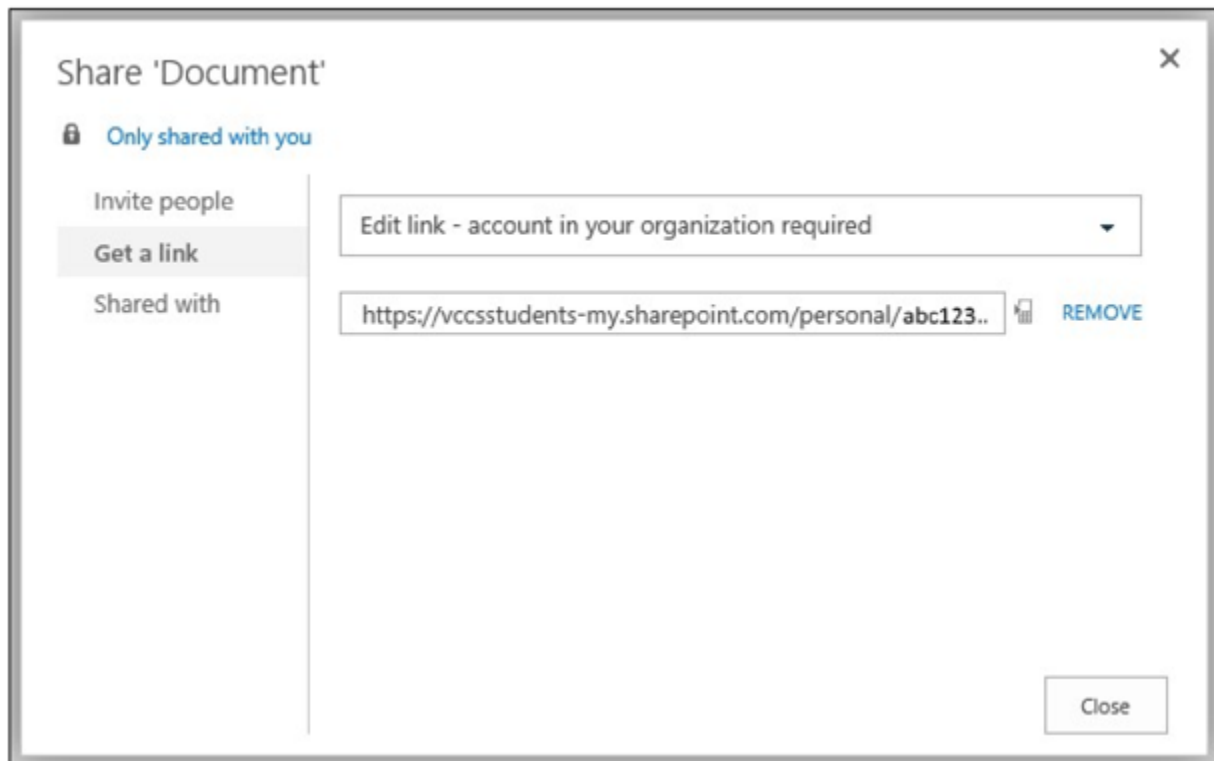 Share 'Document'
Only shared with you
Invite people
Get a link
Shared with
Edit link - account in your organization required
https://vccsstudents-my.sharepoint.com/personal/abc123..
REMOVE
Close